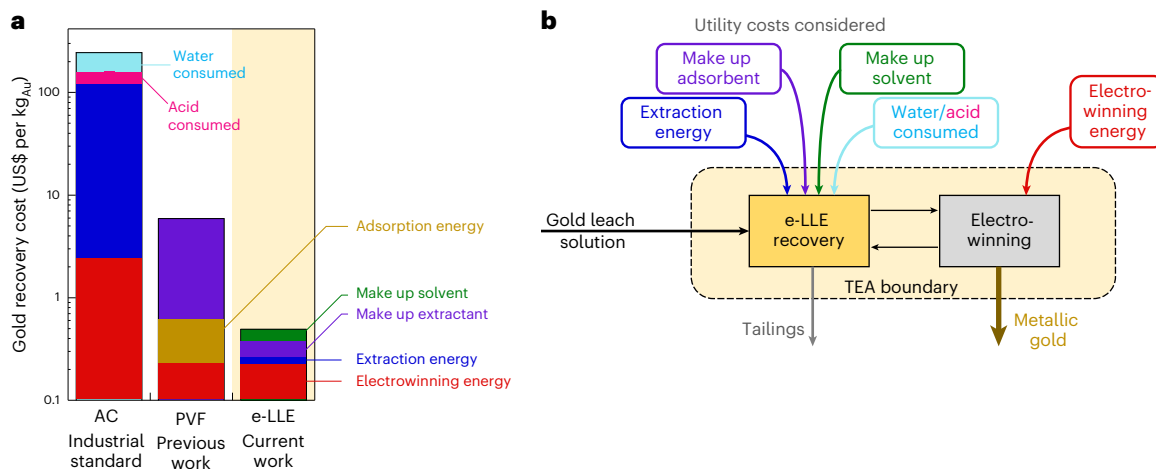 a
Gold recovery cost (US$ per kgAu)
100
10
1
0.1
Water
consumed
Acid
consumed
Adsorption energy
Make up solvent
Make up extractant
Extraction energy
Electrowinning energy
AC
Industrial
standard
PVF
Previous
work
e-LLE
Current
work
b
Utility costs considered
Make up
adsorbent
Make up
solvent
Extraction
energy
Water/acid
consumed
Electro-
winning
energy
Gold leach
solution
e-LLE
recovery
Electro-
winning
TEA boundary
Tailings
Metallic
gold